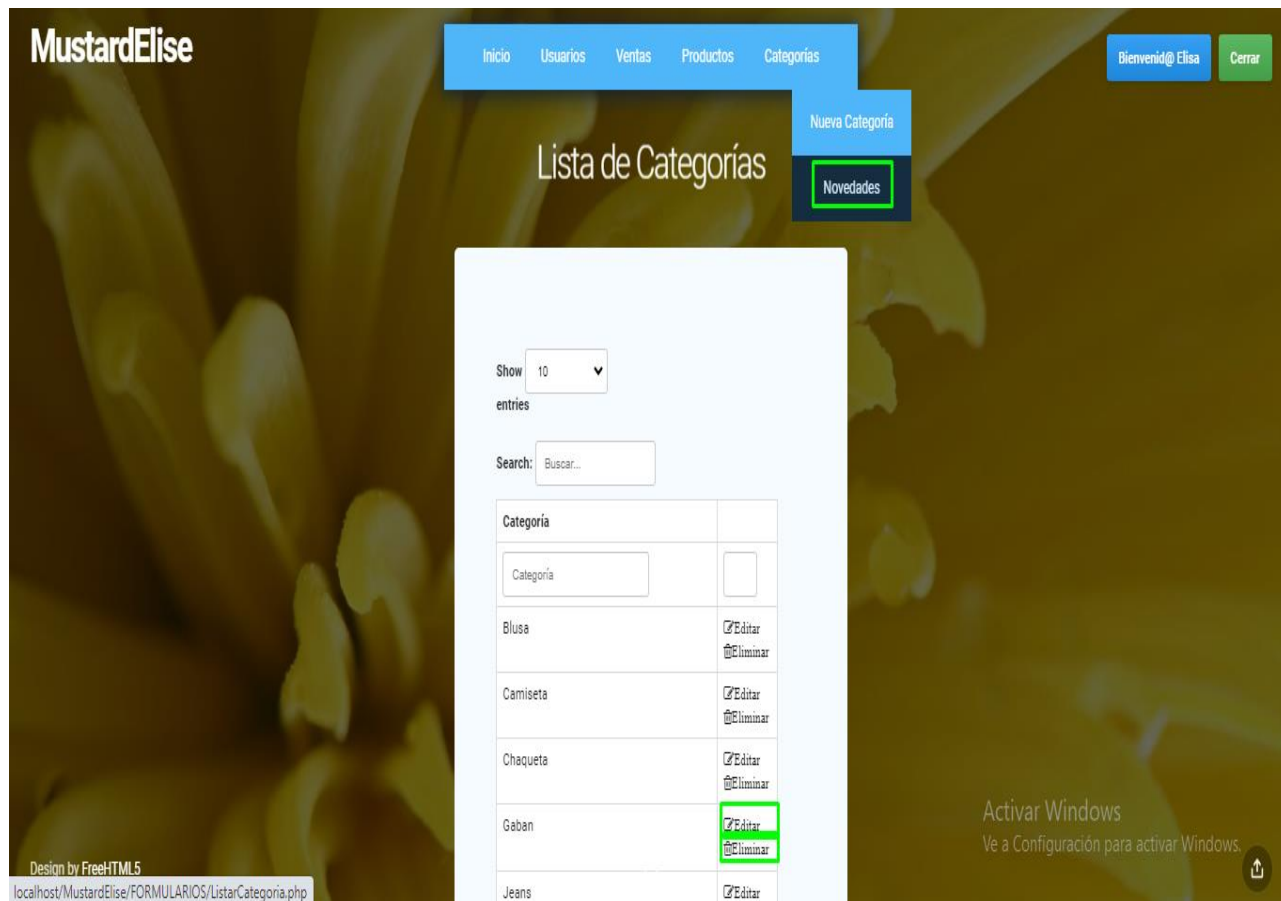 MustardElise
Inicio Usuarios Ventas Productos Categorías
Bienvenid@ Elisa
Cerrar
Nueva Categoría
Novedades
Lista de Categorías
Show 10
entries
Search: Buscar...
Categoría
Categoría
Blusa
Editar
Eliminar
Camiseta
Editar
Eliminar
Chaqueta
Editar
Eliminar
Gaban
Editar
Eliminar
Jeans
Editar
Activar Windows
Ve a Configuración para activar Windows.
Design by FreeHTML5
localhost/MustardElise/FORMULARIOS/ListarCategoria.php